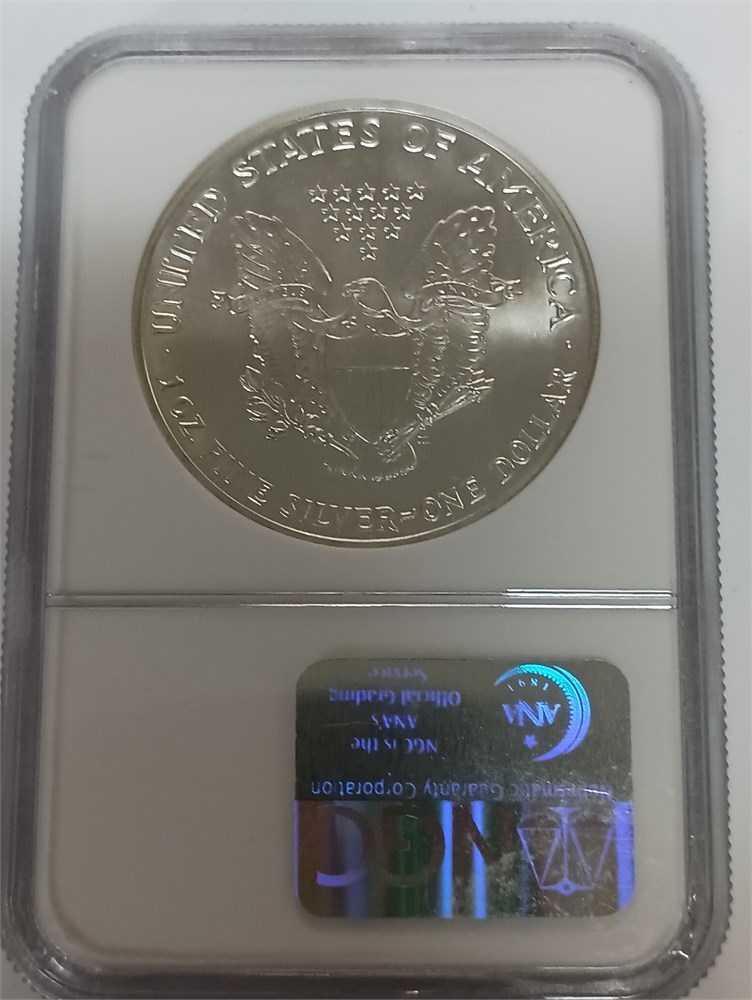 UNITED STATES OF AMERICA
1 OZ. FINE SILVER-ONE DOLLAR
NGC is the
ANA's
Official Grading
Service
1891
ANA
Numismatic Guaranty Corporation
NGC